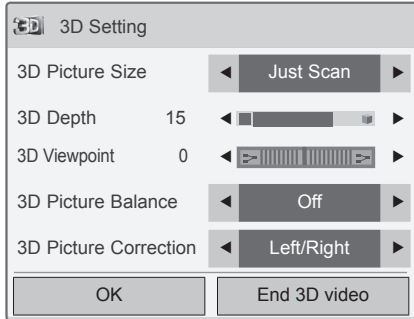 3D 3D Setting
3D Picture Size Just Scan
3D Depth 15
3D Viewpoint 0
3D Picture Balance Off
3D Picture Correction Left/Right
OK End 3D video